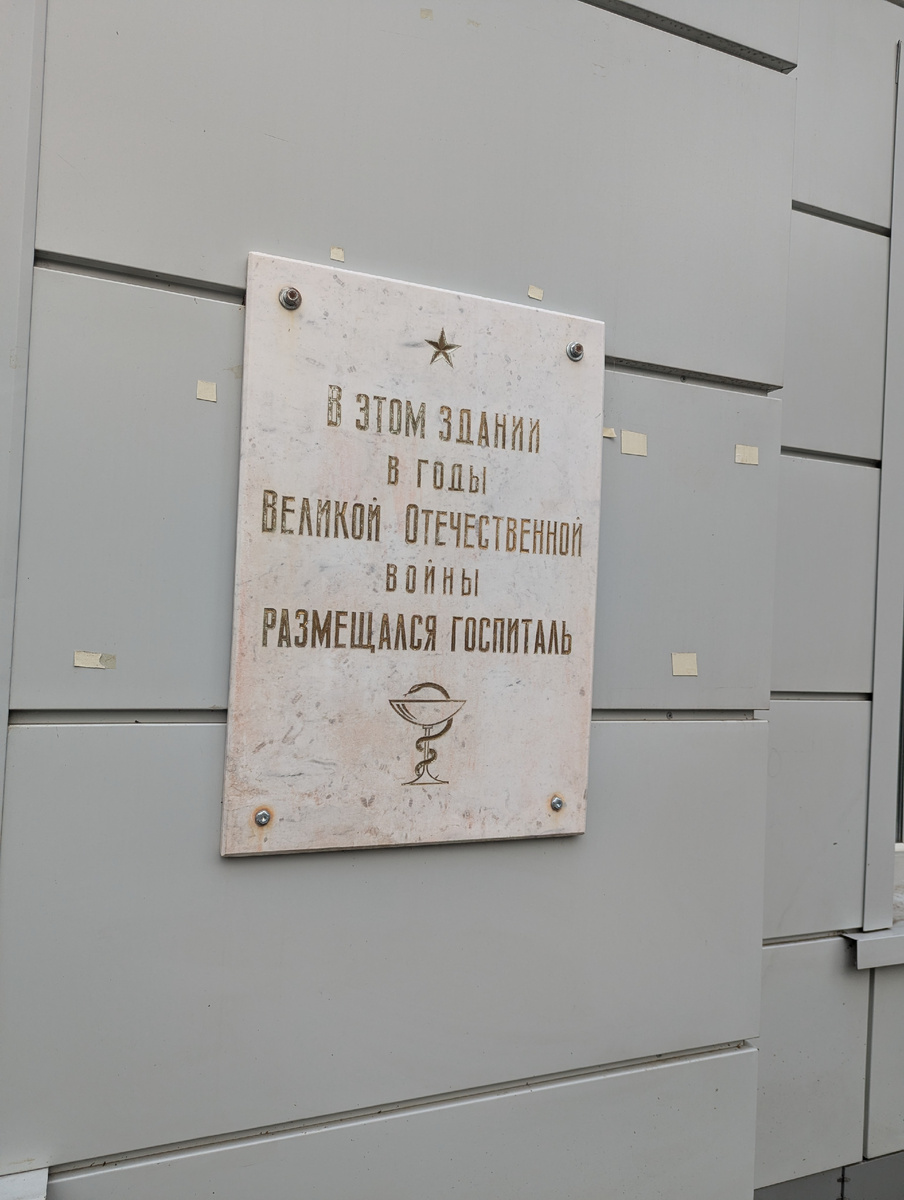 В этом здании
в годы
Великой Отечественной
войны
размещался госпиталь